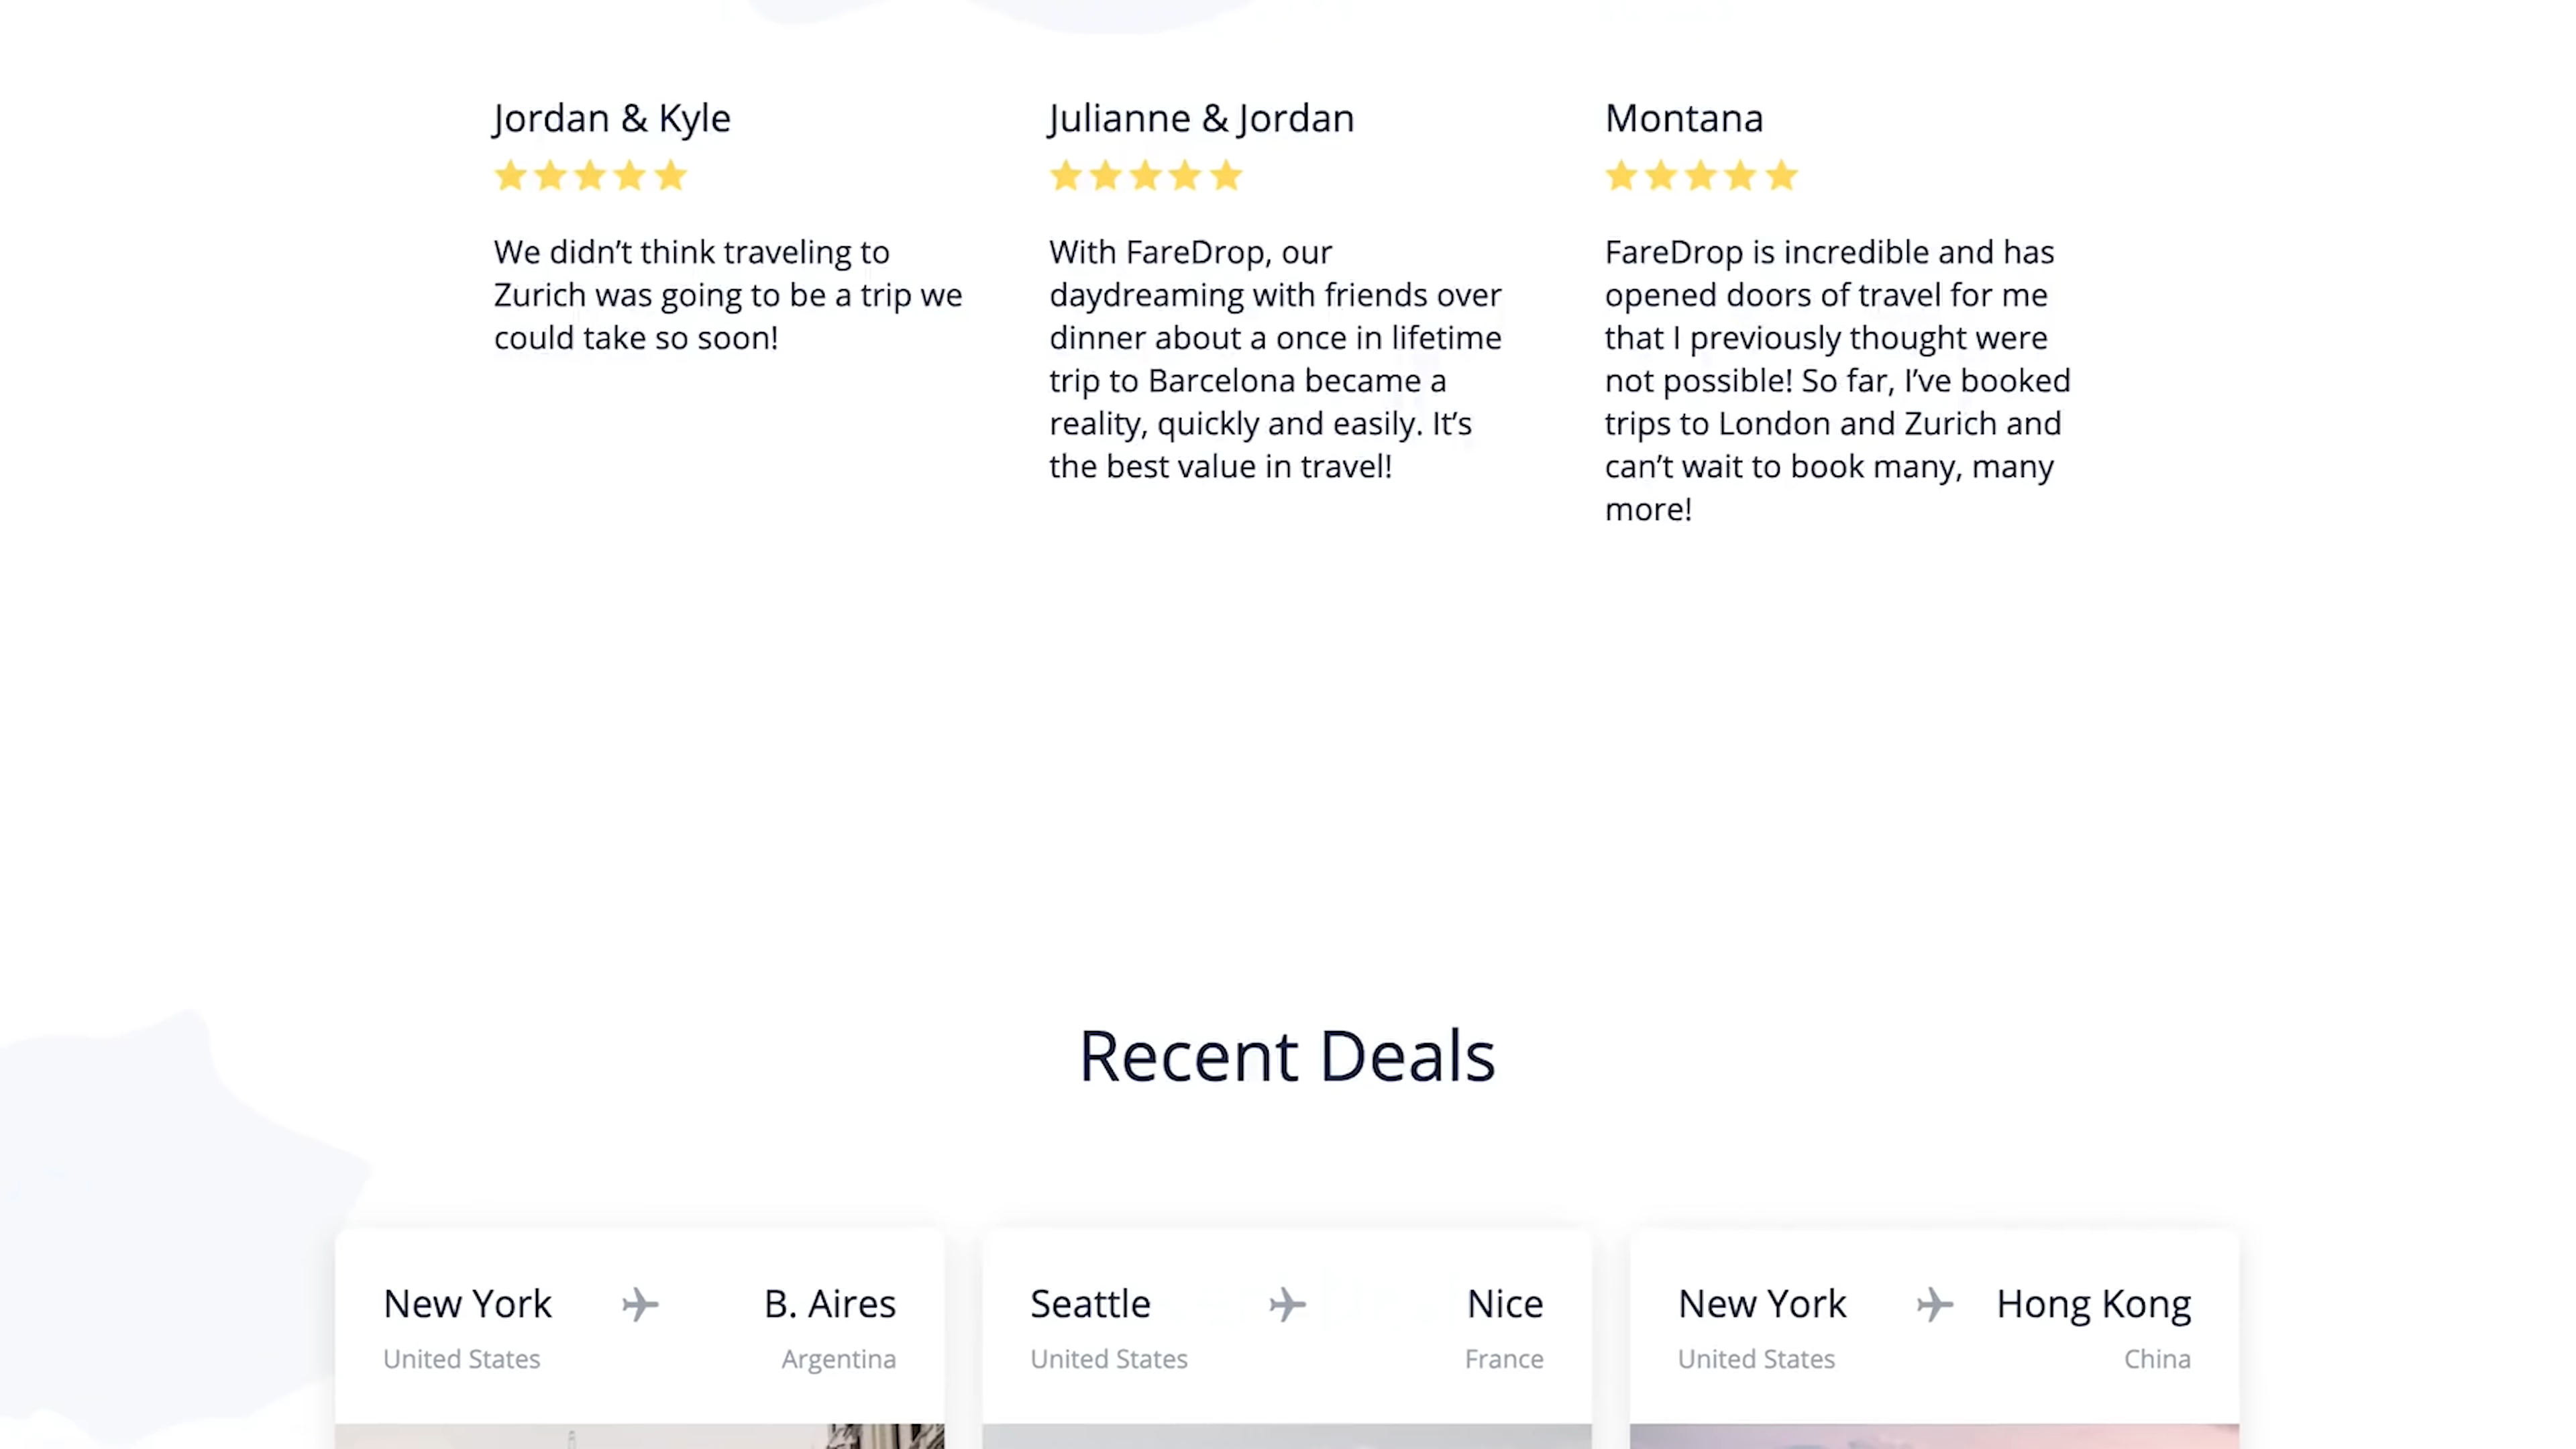 Jordan & Kyle
We didn’t think traveling to
Zurich was going to be a trip we
could take so soon!
Julianne & Jordan
With FareDrop, our
daydreaming with friends over
dinner about a once in lifetime
trip to Barcelona became a
reality, quickly and easily. It’s
the best value in travel!
Montana
FareDrop is incredible and has
opened doors of travel for me
that I previously thought were
not possible! So far, I’ve booked
trips to London and Zurich and
can’t wait to book many, many
more!
Recent Deals
New York B. Aires
United States Argentina
Seattle Nice
United States France
New York Hong Kong
United States China